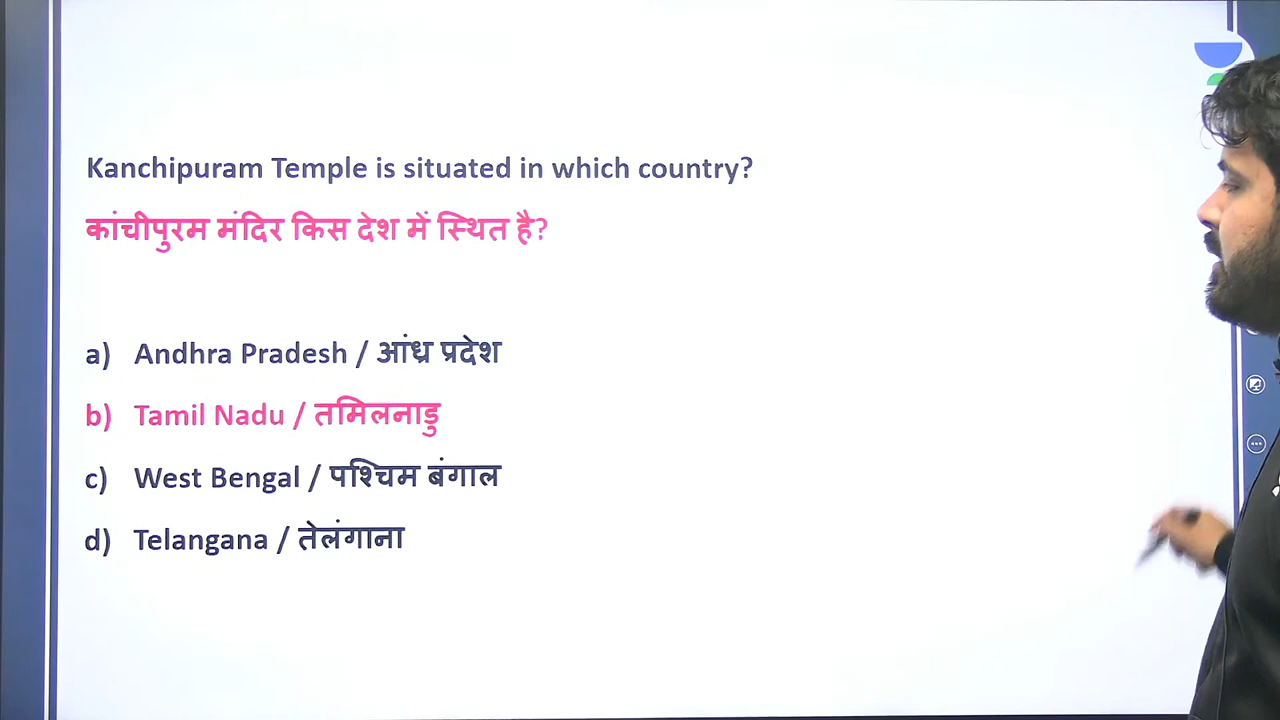 Kanchipuram Temple is situated in which country?
कांचीपुरम मंदिर किस देश में स्थित है?
a) Andhra Pradesh / आंध्र प्रदेश
b) Tamil Nadu / तमिलनाडु
c) West Bengal / पश्चिम बंगाल
d) Telangana / तेलंगाना